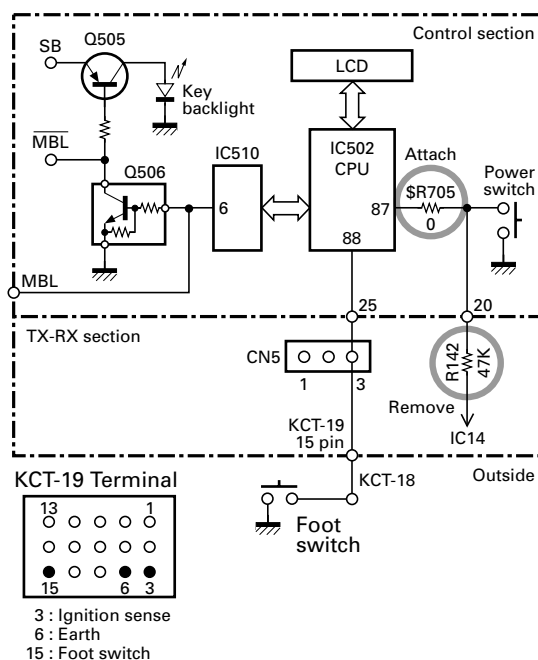 Control section
SB
Q505
Key
backlight
LCD
MBL
Q506
IC510
6
IC502
CPU
87
88
Attach
$R705
0
Power
switch
MBL
25
20
TX-RX section
CN5
1
3
R142
47K
Remove
IC14
KCT-19
15 pin
Outside
KCT-18
Foot
switch
KCT-19 Terminal
13
1
15
6
3
3 : Ignition sense
6 : Earth
15 : Foot switch